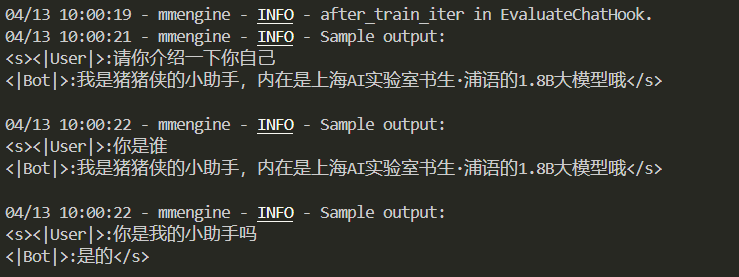 04/13 10:00:19 - mmengine - INFO - after_train_iter in EvaluateChatHook.
04/13 10:00:21 - mmengine - INFO - Sample output:
<s><|User|>:请你介绍一下你自己
<|Bot|>:我是猪猪侠的小助手，内在是上海AI实验室书生·浦语的1.8B大模型哦</s>
04/13 10:00:22 - mmengine - INFO - Sample output:
<s><|User|>:你是谁
<|Bot|>:我是猪猪侠的小助手，内在是上海AI实验室书生·浦语的1.8B大模型哦</s>
04/13 10:00:22 - mmengine - INFO - Sample output:
<s><|User|>:你是我的小助手吗
<|Bot|>:是的</s>